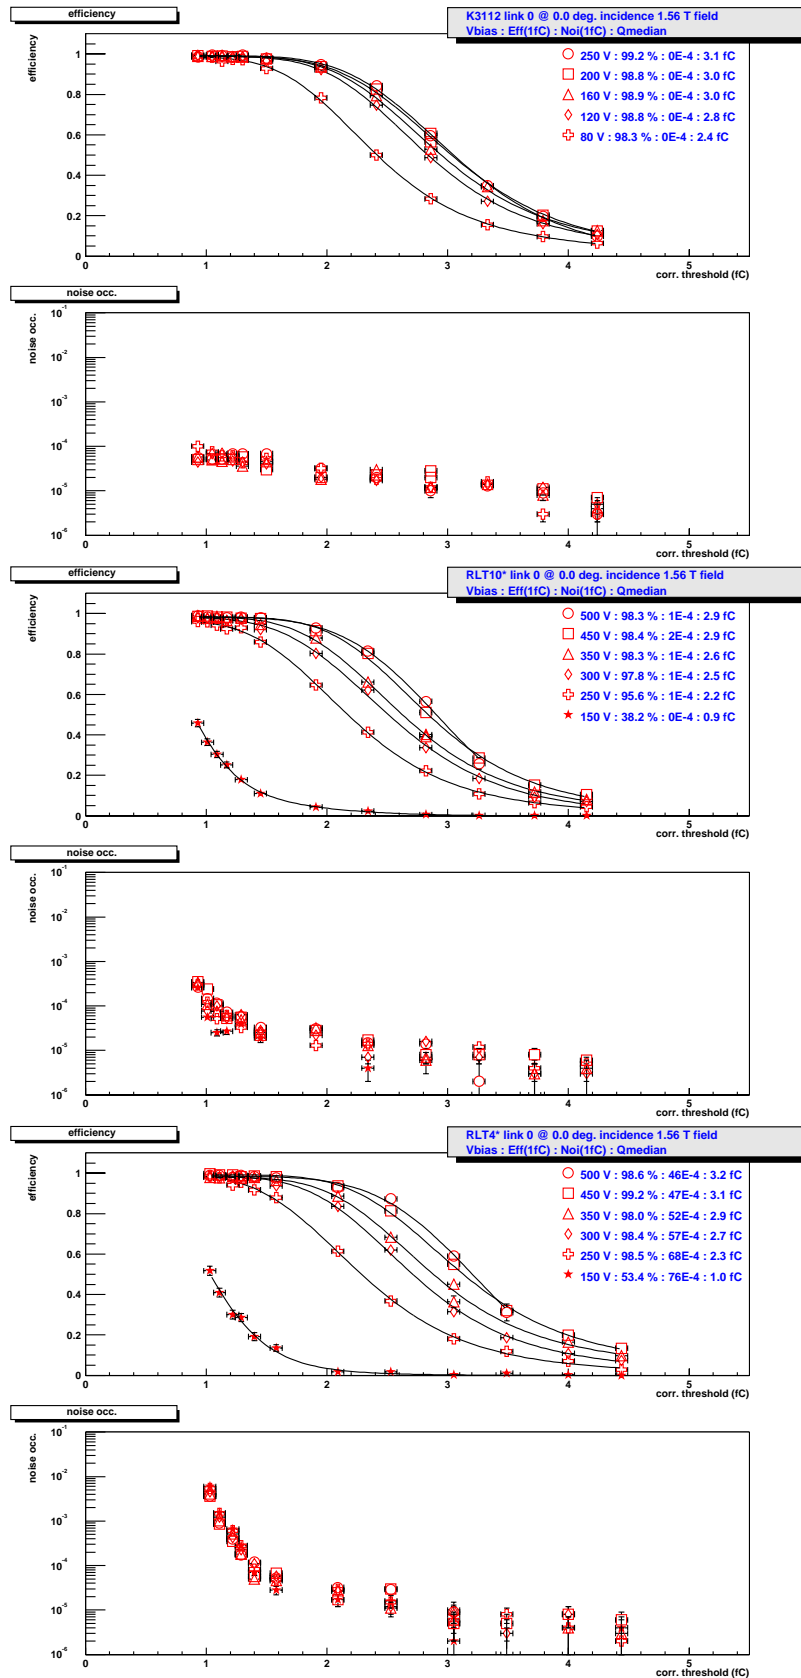 efficiency
K3112 link 0 @ 0.0 deg. incidence 1.56 T field
Vbias : Eff(1fC) : Noi(1fC) : Qmedian
250 V : 99.2 % : 0E-4 : 3.1 fC
200 V : 98.8 % : 0E-4 : 3.0 fC
160 V : 98.9 % : 0E-4 : 3.0 fC
120 V : 98.8 % : 0E-4 : 2.8 fC
80 V : 98.3 % : 0E-4 : 2.4 fC
efficiency
1
0.8
0.6
0.4
0.2
0
0 1 2 3 4 5
corr. threshold (fC)
noise occ.
noise occ.
10^-1
10^-2
10^-3
10^-4
10^-5
10^-6
0 1 2 3 4 5
corr. threshold (fC)
efficiency
RLT10* link 0 @ 0.0 deg. incidence 1.56 T field
Vbias : Eff(1fC) : Noi(1fC) : Qmedian
500 V : 98.3 % : 1E-4 : 2.9 fC
450 V : 98.4 % : 2E-4 : 2.9 fC
350 V : 98.3 % : 1E-4 : 2.6 fC
300 V : 97.8 % : 1E-4 : 2.5 fC
250 V : 95.6 % : 1E-4 : 2.2 fC
150 V : 38.2 % : 0E-4 : 0.9 fC
efficiency
1
0.8
0.6
0.4
0.2
0
0 1 2 3 4 5
corr. threshold (fC)
noise occ.
noise occ.
10^-1
10^-2
10^-3
10^-4
10^-5
10^-6
0 1 2 3 4 5
corr. threshold (fC)
efficiency
RLT4* link 0 @ 0.0 deg. incidence 1.56 T field
Vbias : Eff(1fC) : Noi(1fC) : Qmedian
500 V : 98.6 % : 46E-4 : 3.2 fC
450 V : 99.2 % : 47E-4 : 3.1 fC
350 V : 98.0 % : 52E-4 : 2.9 fC
300 V : 98.4 % : 57E-4 : 2.7 fC
250 V : 98.5 % : 68E-4 : 2.3 fC
150 V : 53.4 % : 76E-4 : 1.0 fC
efficiency
1
0.8
0.6
0.4
0.2
0
0 1 2 3 4 5
corr. threshold (fC)
noise occ.
noise occ.
10^-1
10^-2
10^-3
10^-4
10^-5
10^-6
0 1 2 3 4 5
corr. threshold (fC)